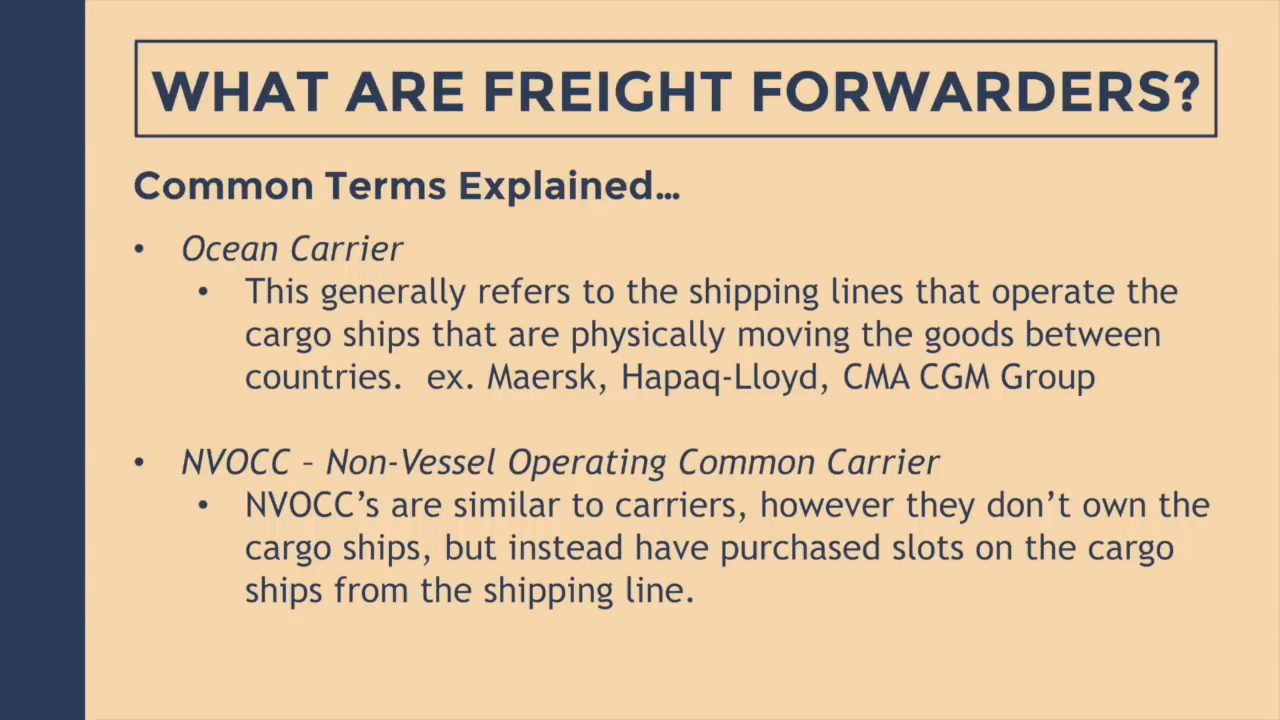 WHAT ARE FREIGHT FORWARDERS?
Common Terms Explained…
• Ocean Carrier
• This generally refers to the shipping lines that operate the
cargo ships that are physically moving the goods between
countries.  ex. Maersk, Hapaq-Lloyd, CMA CGM Group
• NVOCC – Non-Vessel Operating Common Carrier
• NVOCC’s are similar to carriers, however they don’t own the
cargo ships, but instead have purchased slots on the cargo
ships from the shipping line.